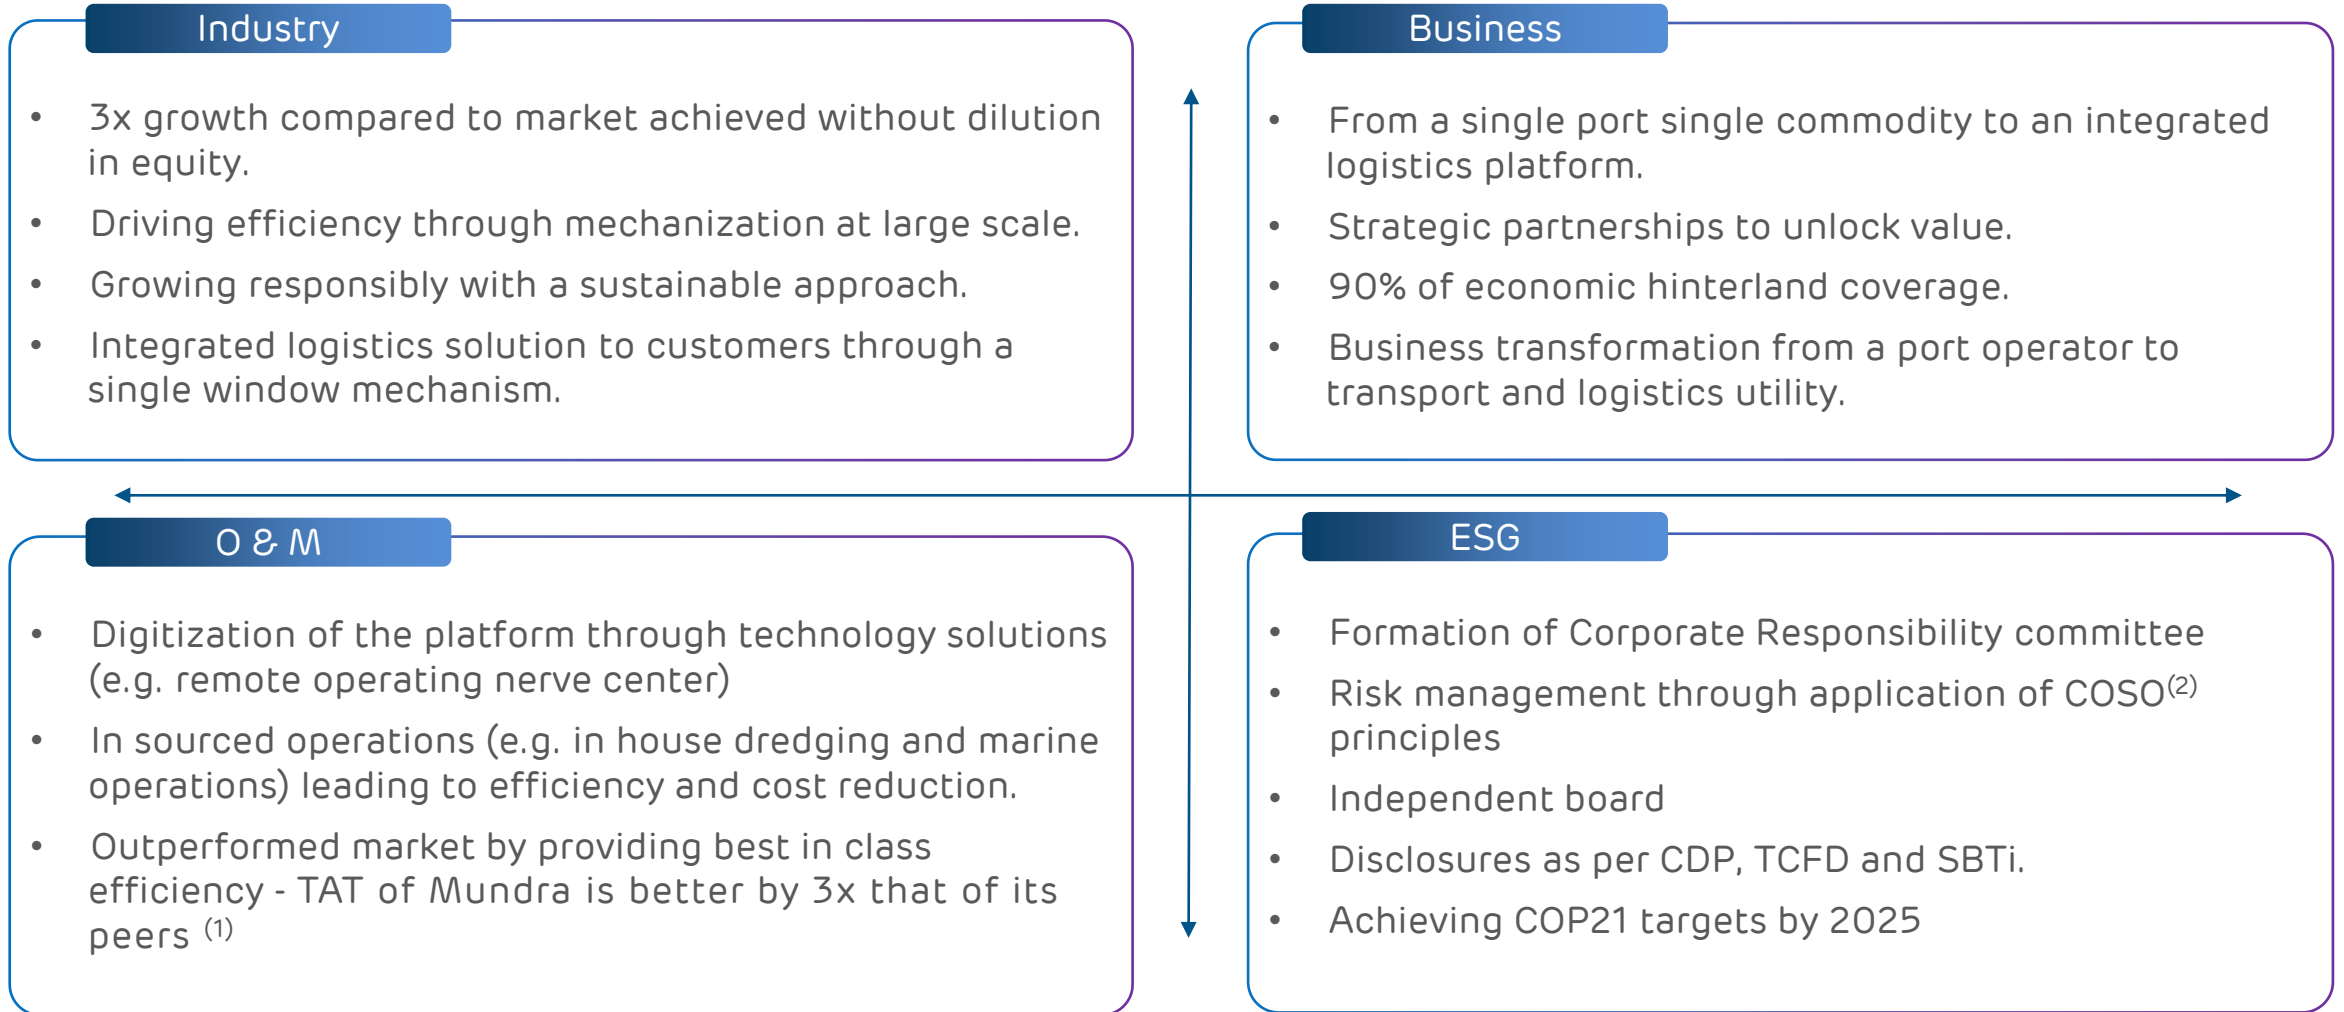 Industry
• 3x growth compared to market achieved without dilution
in equity.
• Driving efficiency through mechanization at large scale.
• Growing responsibly with a sustainable approach.
• Integrated logistics solution to customers through a
single window mechanism.
Business
• From a single port single commodity to an integrated
logistics platform.
• Strategic partnerships to unlock value.
• 90% of economic hinterland coverage.
• Business transformation from a port operator to
transport and logistics utility.
O & M
• Digitization of the platform through technology solutions
(e.g. remote operating nerve center)
• In sourced operations (e.g. in house dredging and marine
operations) leading to efficiency and cost reduction.
• Outperformed market by providing best in class
efficiency - TAT of Mundra is better by 3x that of its
peers (1)
ESG
• Formation of Corporate Responsibility committee
• Risk management through application of COSO(2)
principles
• Independent board
• Disclosures as per CDP, TCFD and SBTi.
• Achieving COP21 targets by 2025